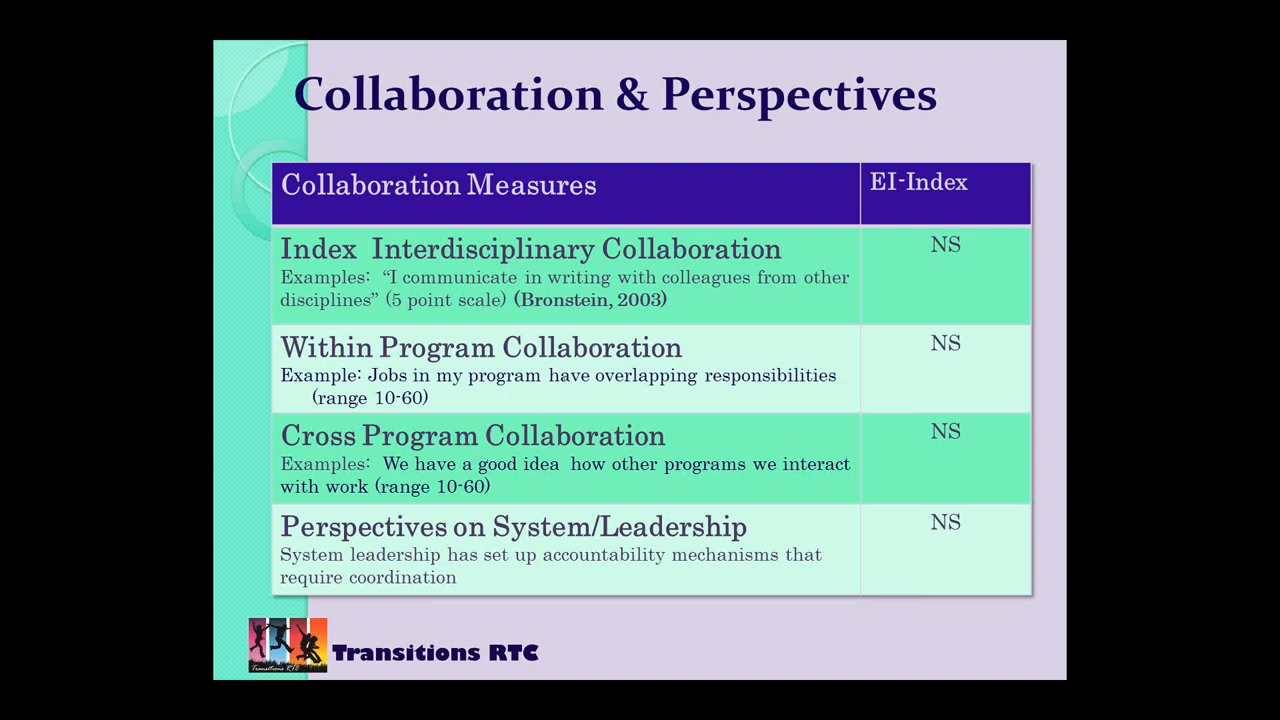 Collaboration & Perspectives
Collaboration Measures
EI-Index
Index  Interdisciplinary Collaboration
NS
Examples:  “I communicate in writing with colleagues from other
disciplines” (5 point scale) (Bronstein, 2003)
Within Program Collaboration
NS
Example: Jobs in my program have overlapping responsibilities
(range 10-60)
Cross Program Collaboration
NS
Examples:  We have a good idea  how other programs we interact
with work (range 10-60)
Perspectives on System/Leadership
NS
System leadership has set up accountability mechanisms that
require coordination
Transitions RTC
Transitions RTC